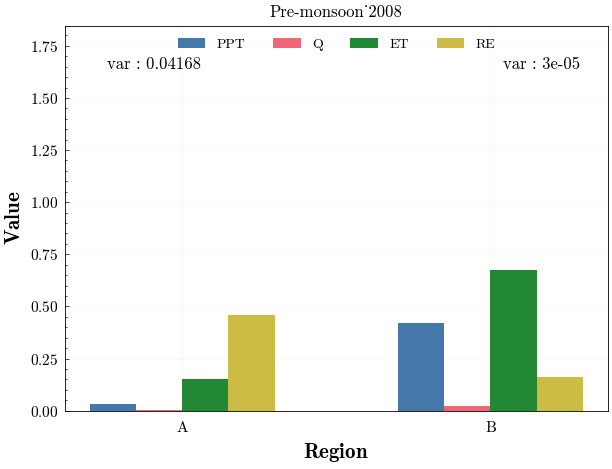 Pre-monsoon˙2008
PPT Q ET RE
var : 0.04168
var : 3e-05
1.75
1.50
1.25
1.00
0.75
0.50
0.25
0.00
Value
A B
Region